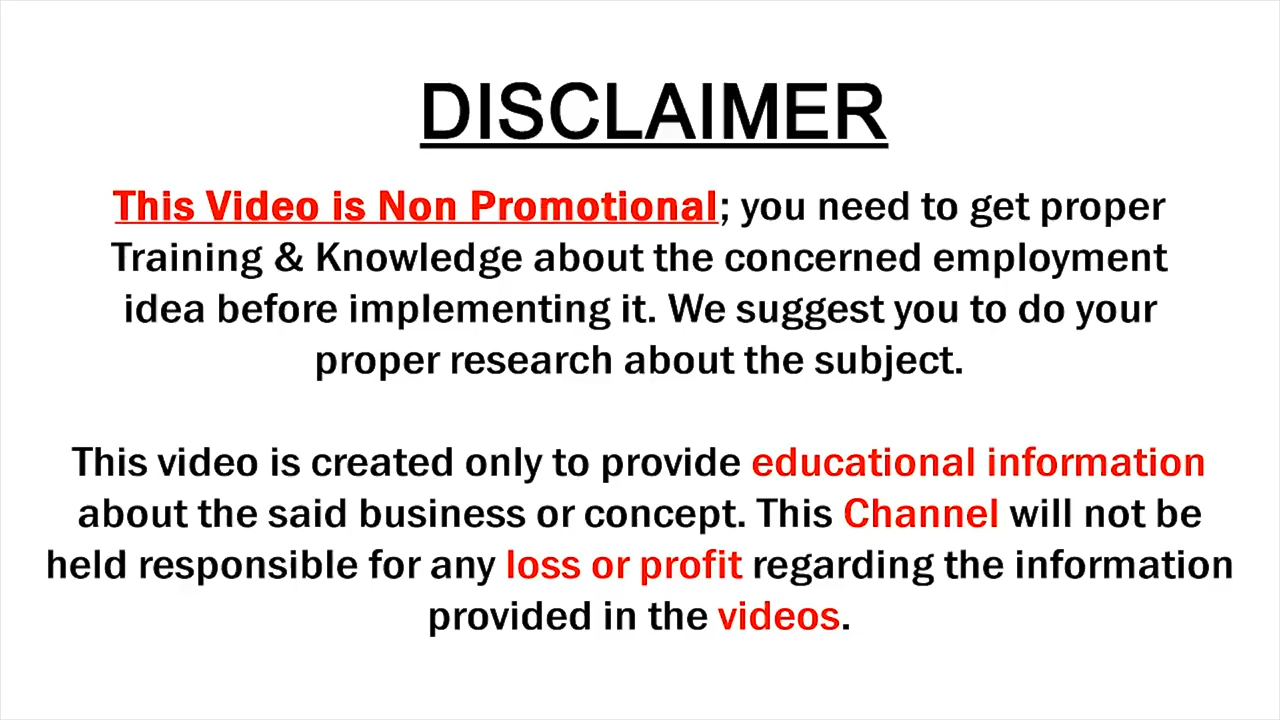 DISCLAIMER
This Video is Non Promotional; you need to get proper
Training & Knowledge about the concerned employment
idea before implementing it. We suggest you to do your
proper research about the subject.
This video is created only to provide educational information
about the said business or concept. This Channel will not be
held responsible for any loss or profit regarding the information
provided in the videos.